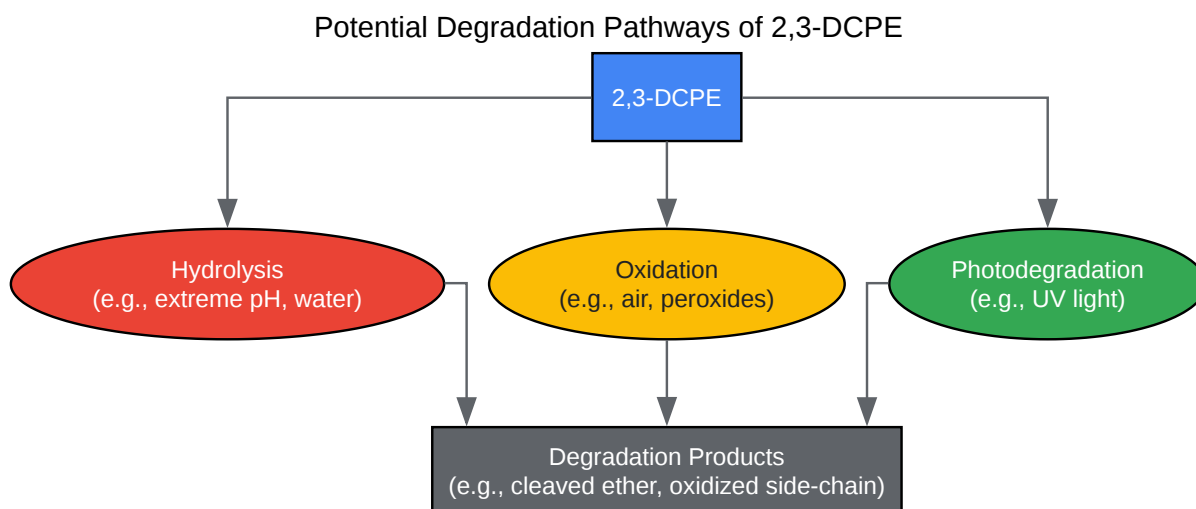 Potential Degradation Pathways of 2,3-DCPE
2,3-DCPE
Hydrolysis
(e.g., extreme pH, water)
Oxidation
(e.g., air, peroxides)
Photodegradation
(e.g., UV light)
Degradation Products
(e.g., cleaved ether, oxidized side-chain)